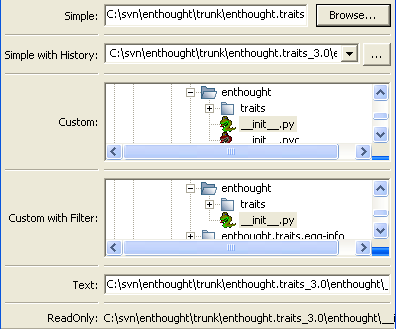 Simple: C:\svn\enthought\trunk\enthought.traits Browse...
Simple with History: C:\svn\enthought\trunk\enthought.traits_3.0\e ...
enthought
traits
Custom: __init__.py
__init__.pyc
enthought
traits
Custom with Filter: __init__.py
enthought.traits.egg-info
Text: C:\svn\enthought\trunk\enthought.traits_3.0\enthought\_
ReadOnly: C:\svn\enthought\trunk\enthought.traits_3.0\enthought\__i